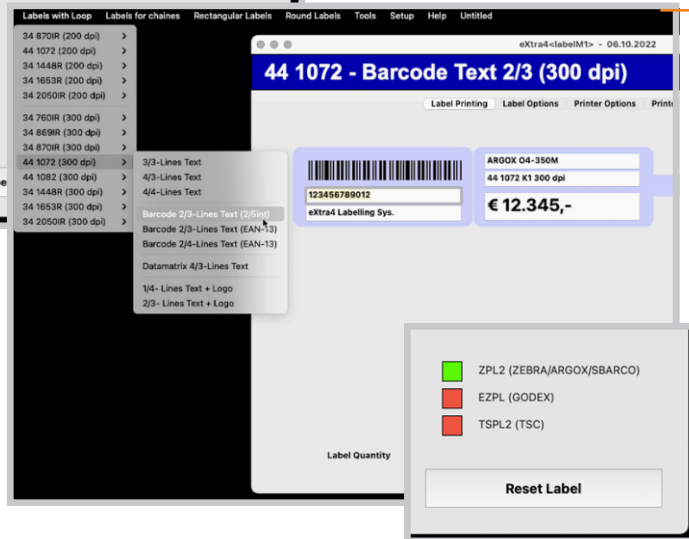 Labels with Loop Labels for chaines Rectangular Labels Round Labels Tools Setup Help Untitled
34 870IR (200 dpi) >
44 1072 (200 dpi) >
34 1448R (200 dpi) >
34 1653R (200 dpi) >
34 2050IR (200 dpi) >
34 760IR (300 dpi) >
34 869IR (300 dpi) >
34 870IR (300 dpi) >
44 1072 (300 dpi) >
44 1082 (300 dpi) >
34 1448R (300 dpi) >
34 1653R (300 dpi) >
34 2050IR (300 dpi) >
3/3-Lines Text
4/3-Lines Text
4/4-Lines Text
Barcode 2/3-Lines Text (2/5int)
Barcode 2/3-Lines Text (EAN-13)
Barcode 2/4-Lines Text (EAN-13)
Datamatrix 4/3-Lines Text
1/4- Lines Text + Logo
2/3- Lines Text + Logo
eXtra4<labelM1> - 06.10.2022
44 1072 - Barcode Text 2/3 (300 dpi)
Label Printing Label Options Printer Options
123456789012
eXtra4 Labelling Sys.
ARGOX O4-350M
44 1072 K1 300 dpi
€ 12.345,-
Label Quantity
ZPL2 (ZEBRA/ARGOX/SBARCO)
EZPL (GODEX)
TSPL2 (TSC)
Reset Label